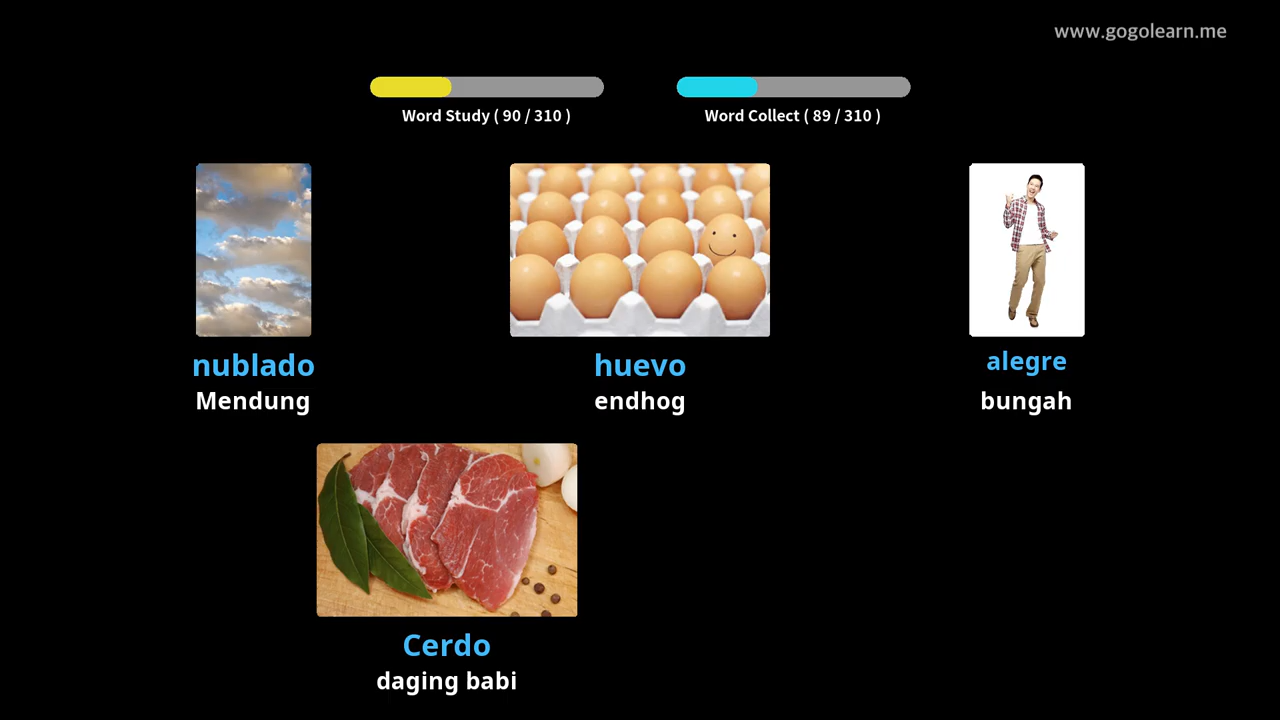 www.gogolearn.me
Word Study ( 90 / 310 )
Word Collect ( 89 / 310 )
nublado
Mendung
huevo
endhog
alegre
bungah
Cerdo
daging babi